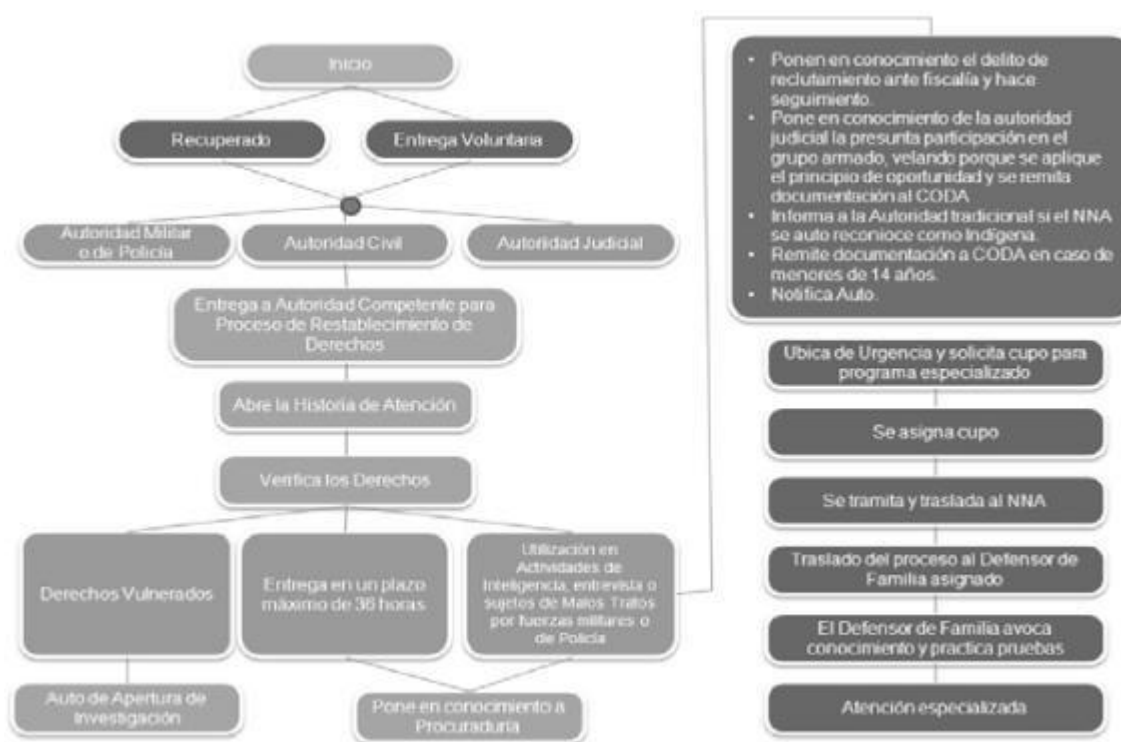 Inicio
Recuperado
Entrega Voluntaria
Autoridad Militar
o de Policía
Autoridad Civil
Autoriidad Judicial
Entrega a Autoridad Competente para
Proceso de Restablecimiento de
Derechos
Abre la Historia de Atención
Verifica los Derechos
Derechos Vulnerados
Entrega en un plazo
máximo de 36 horas
Utilización en
Actividades de
Inteligencia, entrevista o
sujetos de Malos Tratos
por fuerzas militares o
de Policía
Auto de Apertura de
Investigación
Pone en conocimiento a
Procuraduría
• Ponen en conocimiento el delito de
reclutamiento ante fiscalía y hace
seguimiento.
• Pone en conocimiento de la autoridad
judicial la presunta participación en el
grupo armado, velando porque se aplique
el principio de oportunidad y se remita
documentación al CODA
• Informa a la Autoridad tradicional si el NNA
se auto reconioce como Indígena.
• Remite documentación a CODA en caso de
menores de 14 años.
• Notifica Auto.
Ubica de Urgencia y solicita cupo para
programa especializado
Se asigna cupo
Se tramita y traslada al NNA
Traslado del proceso al Defensor de
Familia asignado
El Defensor de Familia avoca
conocimiento y practica pruebas
Atención especializada